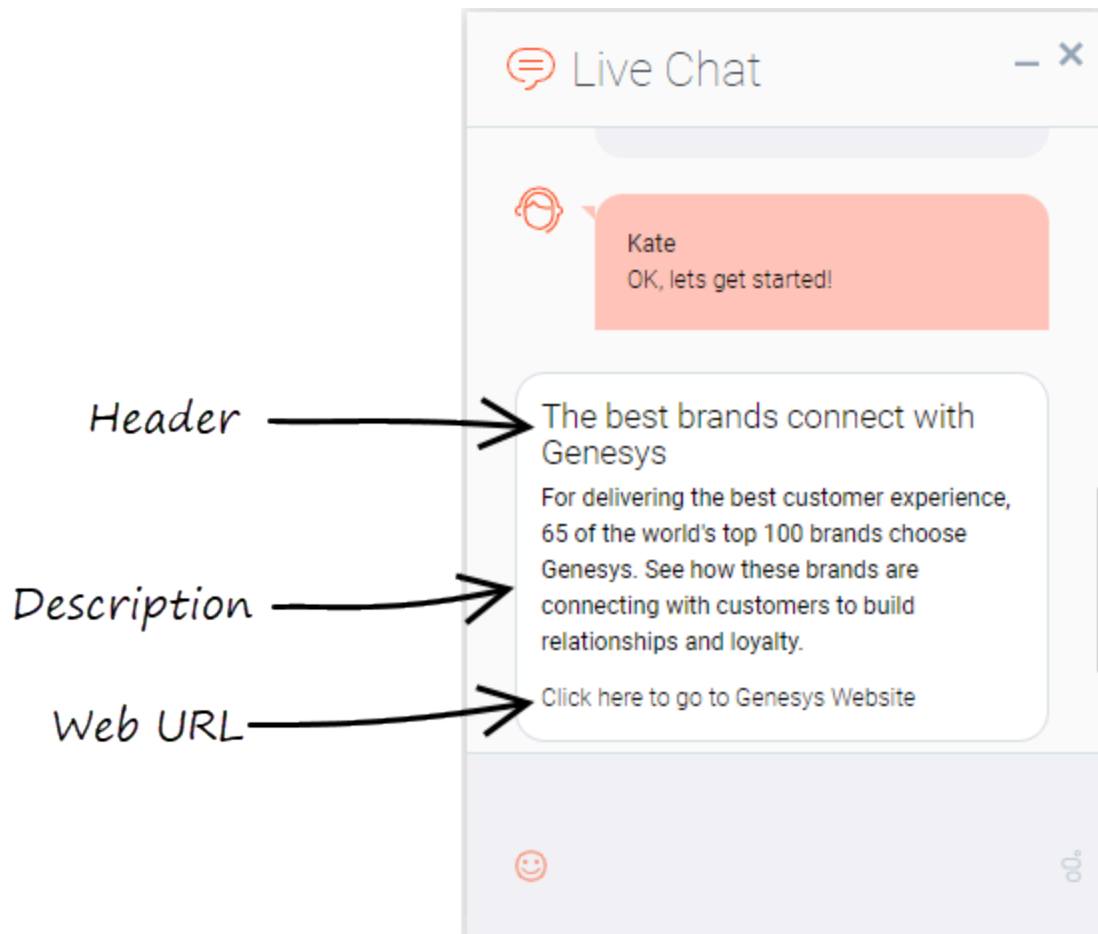 Live Chat
Kate
OK, lets get started!
Header
The best brands connect with
Genesys
For delivering the best customer experience,
65 of the world's top 100 brands choose
Genesys. See how these brands are
Description
connecting with customers to build
relationships and loyalty.
Web URL
Click here to go to Genesys Website